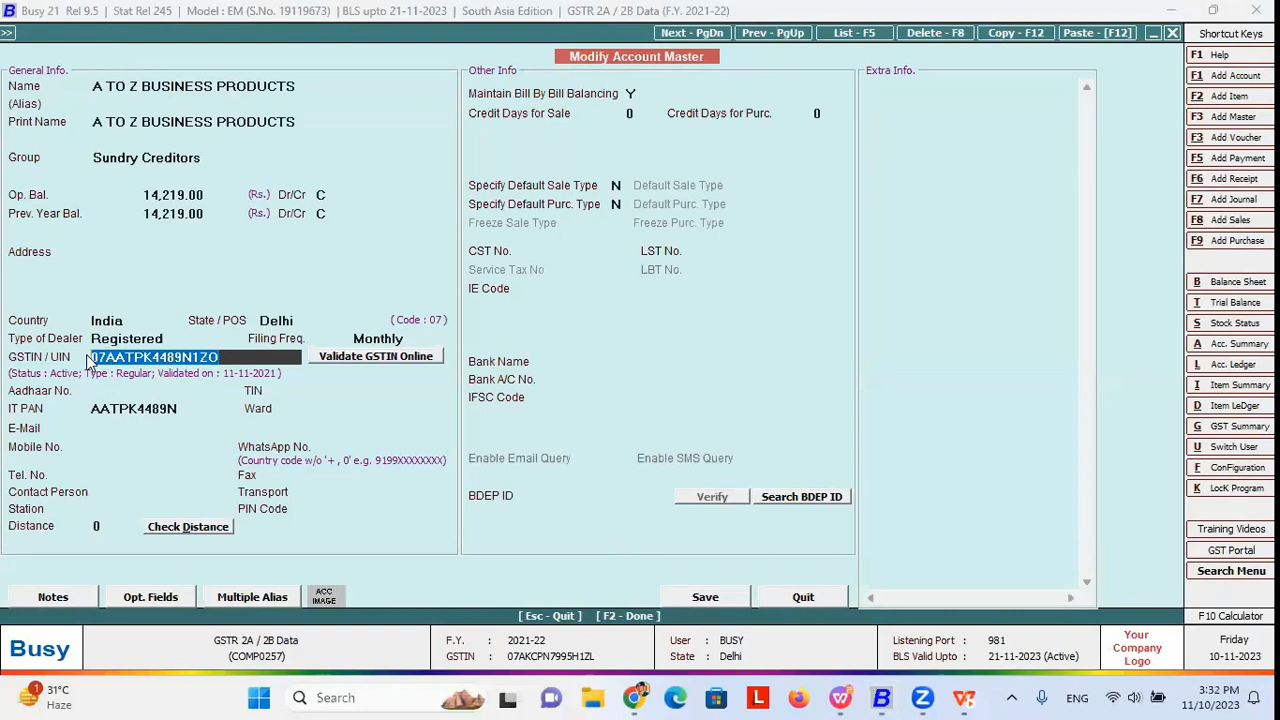 Busy 21 Rel 9.5 | Stat Rel 245 | Model : EM (S.No. 19119673) | BLS upto 21-11-2023 | South Asia Edition | GSTR 2A / 2B Data (F.Y. 2021-22)
>> Next - PgDn Prev - PgUp List - F5 Delete - F8 Copy - F12 Paste - [F12]
Modify Account Master
General Info.
Name A TO Z BUSINESS PRODUCTS
(Alias)
Print Name A TO Z BUSINESS PRODUCTS
Group Sundry Creditors
Op. Bal. 14,219.00 (Rs.) Dr/Cr C
Prev. Year Bal. 14,219.00 (Rs.) Dr/Cr C
Address
Country India State / POS Delhi ( Code : 07 )
Type of Dealer Registered Filing Freq. Monthly
GSTIN / UIN 07AATPK4489N1ZO Validate GSTIN Online
(Status : Active; Type : Regular; Validated on : 11-11-2021 )
Aadhaar No. TIN
IT PAN AATPK4489N Ward
E-Mail
Mobile No. WhatsApp No.
(Country code w/o '+ , 0' e.g. 9199XXXXXXXX)
Tel. No. Fax
Contact Person Transport
Station PIN Code
Distance 0 Check Distance
Other Info
Maintain Bill By Bill Balancing Y
Credit Days for Sale 0 Credit Days for Purc. 0
Specify Default Sale Type N Default Sale Type
Specify Default Purc. Type N Default Purc. Type
Freeze Sale Type Freeze Purc. Type
CST No. LST No.
Service Tax No LBT No.
IE Code
Bank Name
Bank A/C No.
IFSC Code
Enable Email Query Enable SMS Query
BDEP ID Verify Search BDEP ID
Extra Info.
Notes Opt. Fields Multiple Alias ACC IMAGE Save Quit
[ Esc - Quit ] [ F2 - Done ]
Shortcut Keys
F1 Help
F1 Add Account
F2 Add Item
F3 Add Master
F3 Add Voucher
F5 Add Payment
F6 Add Receipt
F7 Add Journal
F8 Add Sales
F9 Add Purchase
B Balance Sheet
T Trial Balance
S Stock Status
A Acc. Summary
L Acc. Ledger
I Item Summary
D Item LeDger
G GST Summary
U Switch User
F ConFiguration
K LocK Program
Training Videos
GST Portal
Search Menu
F10 Calculator
Busy
GSTR 2A / 2B Data
(COMP0257)
F.Y. : 2021-22
GSTIN : 07AKCPN7995H1ZL
User : BUSY
State : Delhi
Listening Port : 981
BLS Valid Upto : 21-11-2023 (Active)
Your
Company
Logo
Friday
10-11-2023
1
31°C
Haze
Search
ENG
3:32 PM
11/10/2023